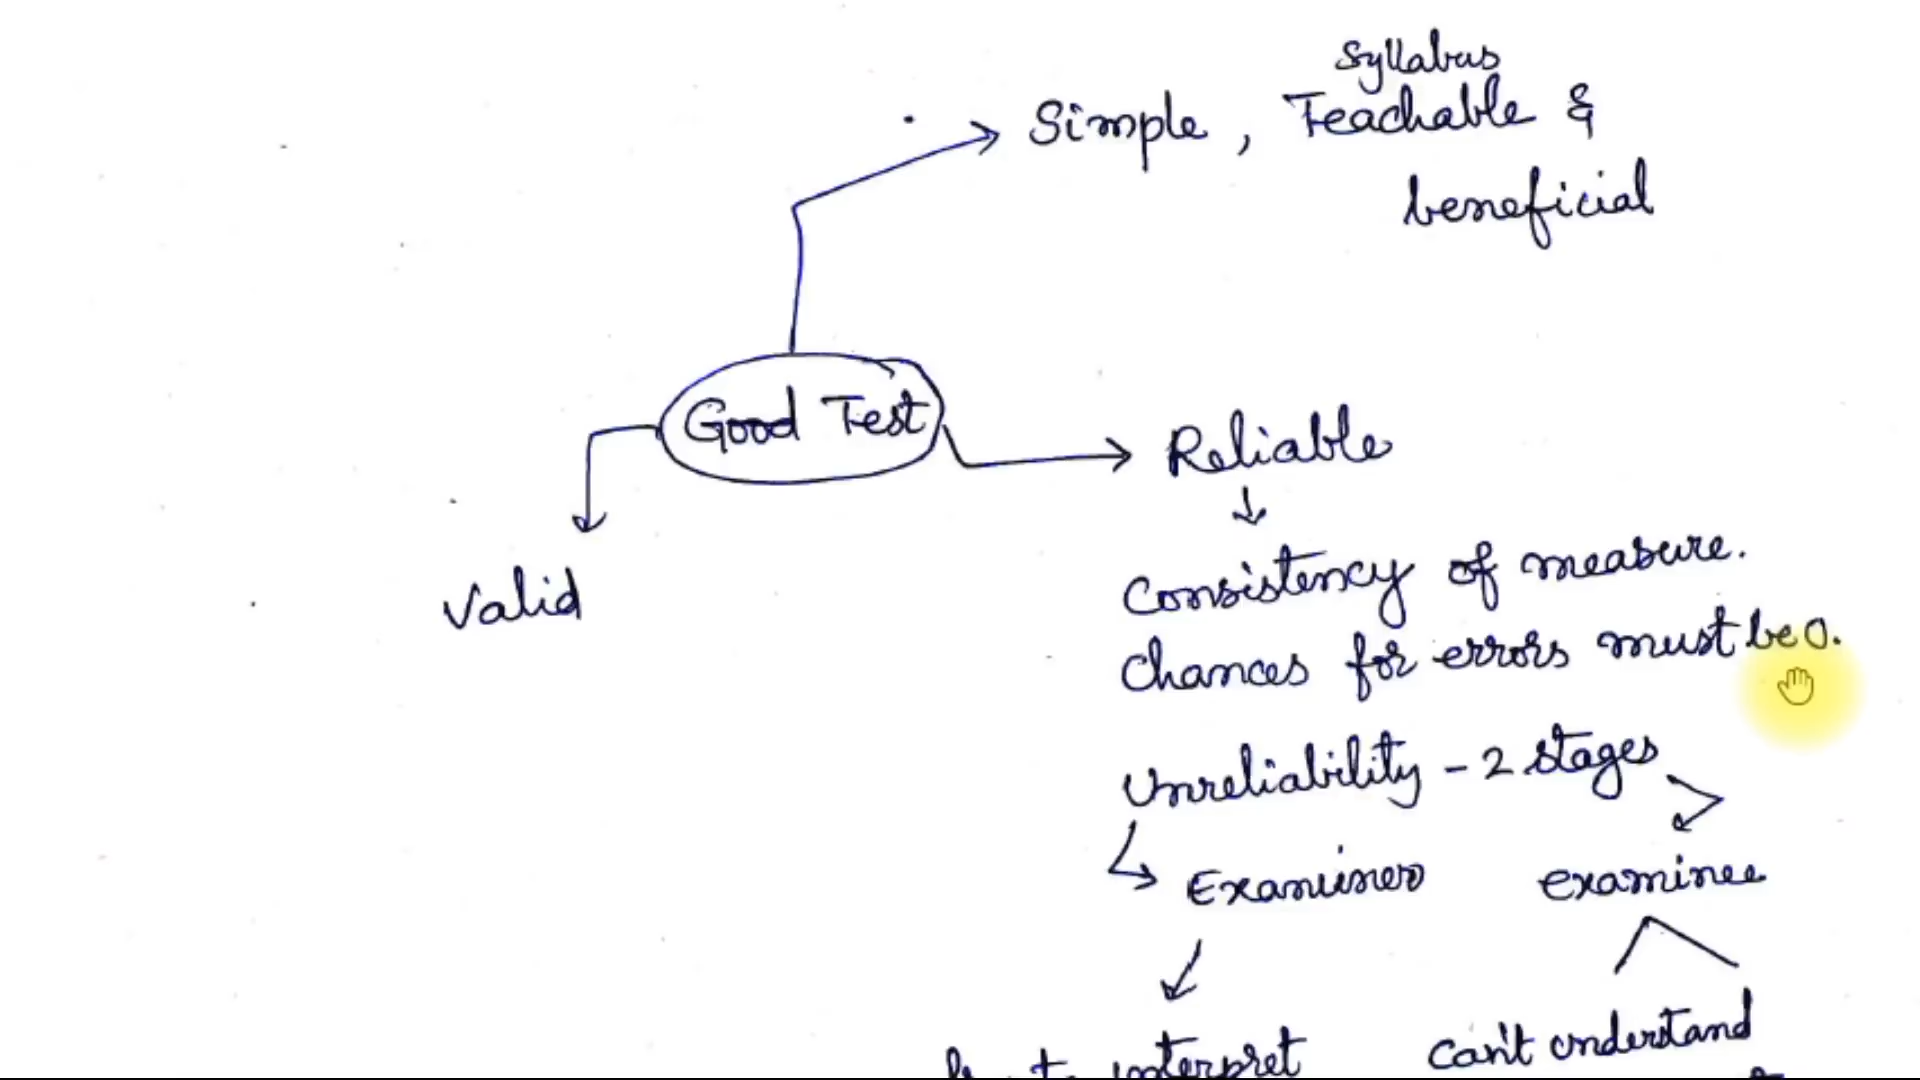 Syllabus
Simple, Teachable &
beneficial
Good Test
Reliable
Valid
Consistency of measure.
Chances for errors must be 0.
Unreliability - 2 stages
Examiner examinee
interpret can't understand